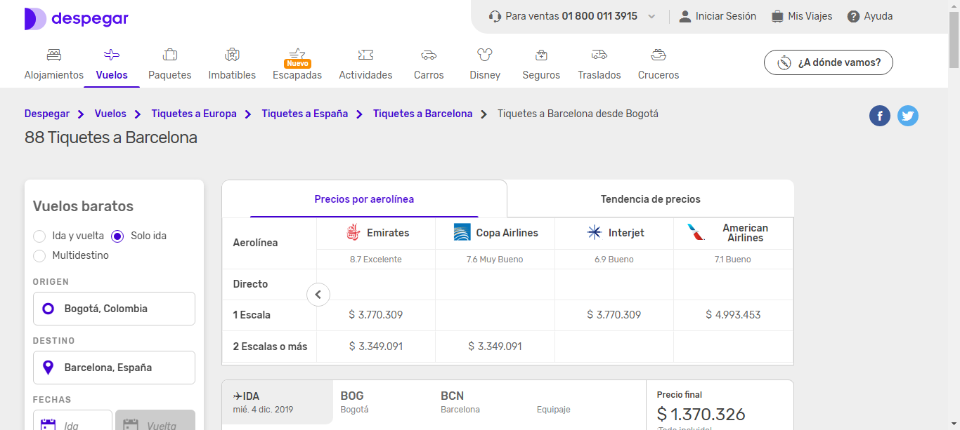 despegar
Para ventas 01 800 011 3915
Iniciar Sesión
Mis Viajes
Ayuda
Alojamientos
Vuelos
Paquetes
Imbatibles
Nuevo
Escapadas
Actividades
Carros
Disney
Seguros
Traslados
Cruceros
¿A dónde vamos?
Despegar
Vuelos
Tiquetes a Europa
Tiquetes a España
Tiquetes a Barcelona
Tiquetes a Barcelona desde Bogotá
88 Tiquetes a Barcelona
Vuelos baratos
Ida y vuelta
Solo ida
Multidestino
ORIGEN
Bogotá, Colombia
DESTINO
Barcelona, España
FECHAS
Ida
Vuelta
Precios por aerolínea
Tendencia de precios
Aerolínea
Emirates
Copa Airlines
Interjet
American
Airlines
8.7 Excelente
7.6 Muy Bueno
6.9 Bueno
7.1 Bueno
Directo
1 Escala
$ 3.770.309
$ 3.770.309
$ 4.993.453
2 Escalas o más
$ 3.349.091
$ 3.349.091
IDA
mié. 4 dic. 2019
BOG
Bogotá
BCN
Barcelona
Equipaje
Precio final
$ 1.370.326